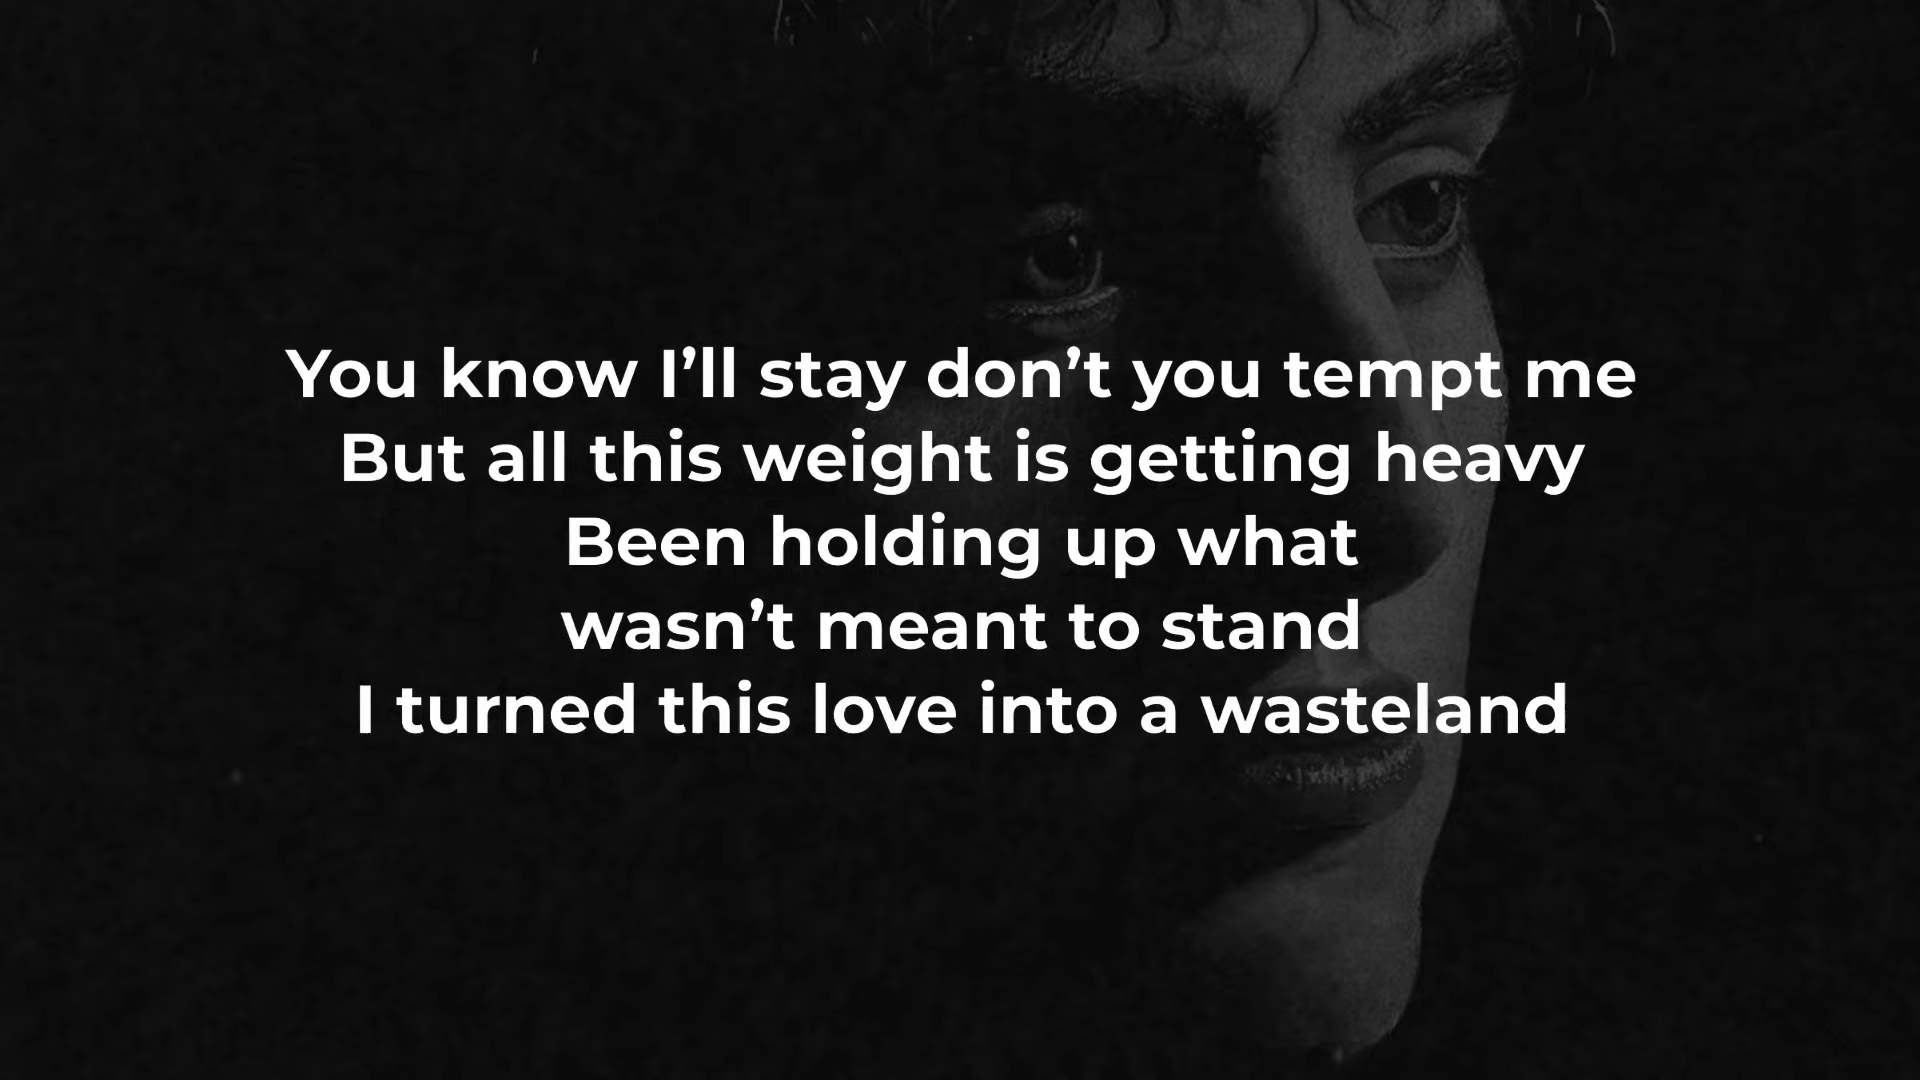 You know I’ll stay don’t you tempt me
But all this weight is getting heavy
Been holding up what
wasn’t meant to stand
I turned this love into a wasteland